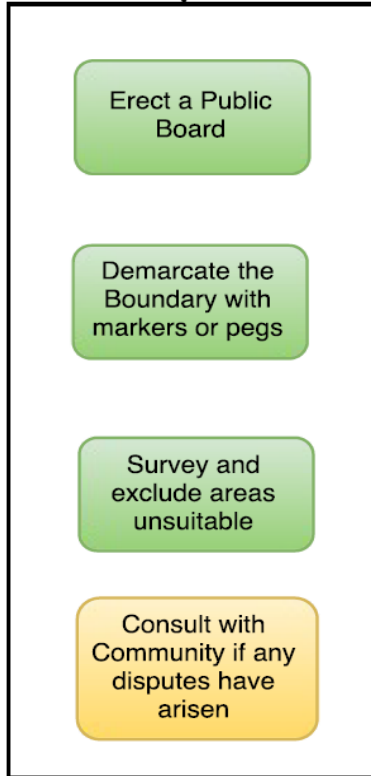 Erect a Public
Board
Demarcate the
Boundary with
markers or pegs
Survey and
exclude areas
unsuitable
Consult with
Community if any
disputes have
arisen